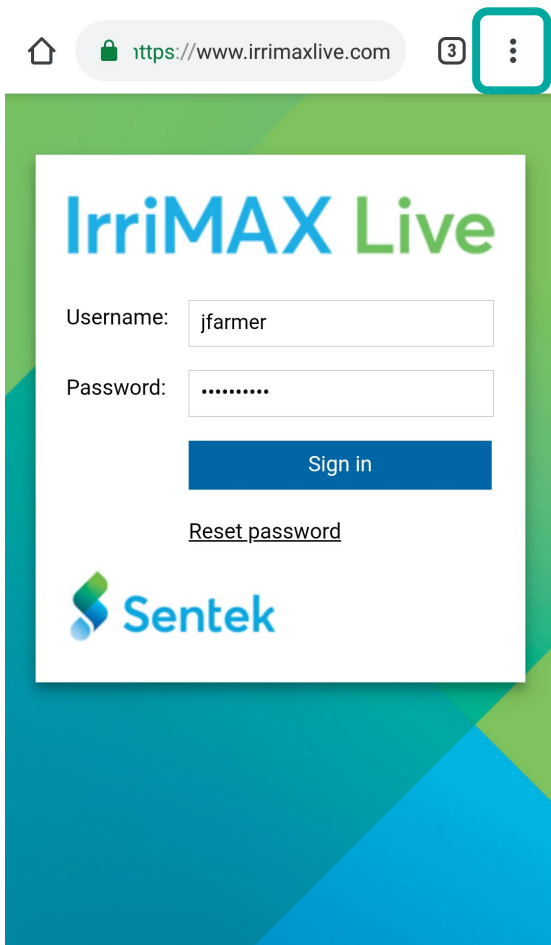 https://www.irrimaxlive.com
3
IrriMAX Live
Username:
jfarmer
Password:
••••••••••
Sign in
Reset password
Sentek